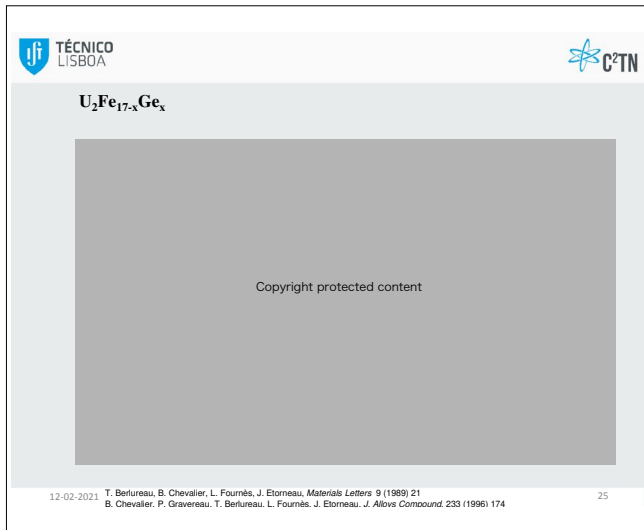 TÉCNICO
LISBOA
C²TN
U₂Fe₁₇₋ₓGeₓ
Copyright protected content
12-02-2021
T. Berlureau, B. Chevalier, L. Fournès, J. Etorneau, Materials Letters 9 (1989) 21
B. Chevalier, P. Gravereau, T. Berlureau, L. Fournès, J. Etorneau, J. Alloys Compound. 233 (1996) 174
25